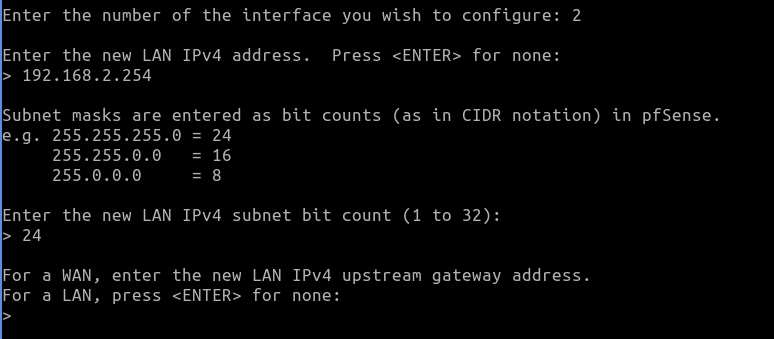 Enter the number of the interface you wish to configure: 2
Enter the new LAN IPv4 address.  Press <ENTER> for none:
> 192.168.2.254
Subnet masks are entered as bit counts (as in CIDR notation) in pfSense.
e.g. 255.255.255.0 = 24
     255.255.0.0   = 16
     255.0.0.0     = 8
Enter the new LAN IPv4 subnet bit count (1 to 32):
> 24
For a WAN, enter the new LAN IPv4 upstream gateway address.
For a LAN, press <ENTER> for none:
>